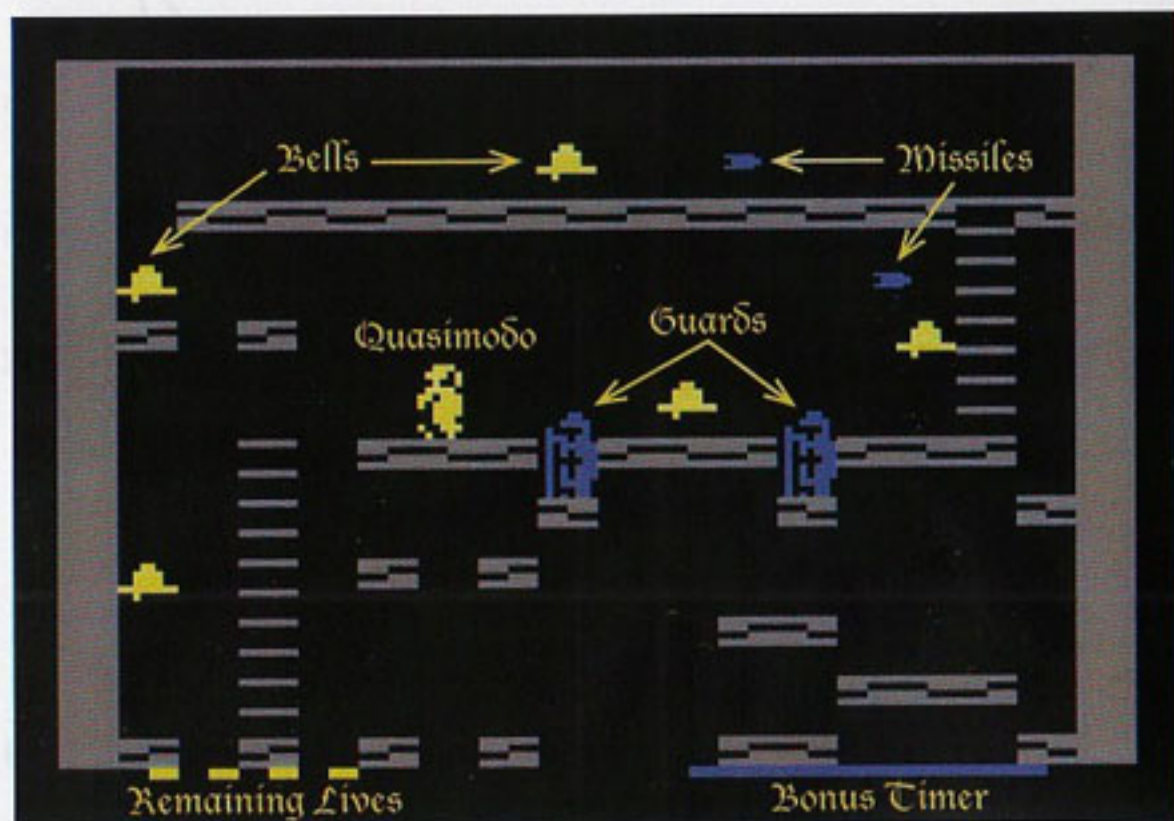 Bells
Missiles
Quasimodo
Guards
Remaining Lives
Bonus Timer